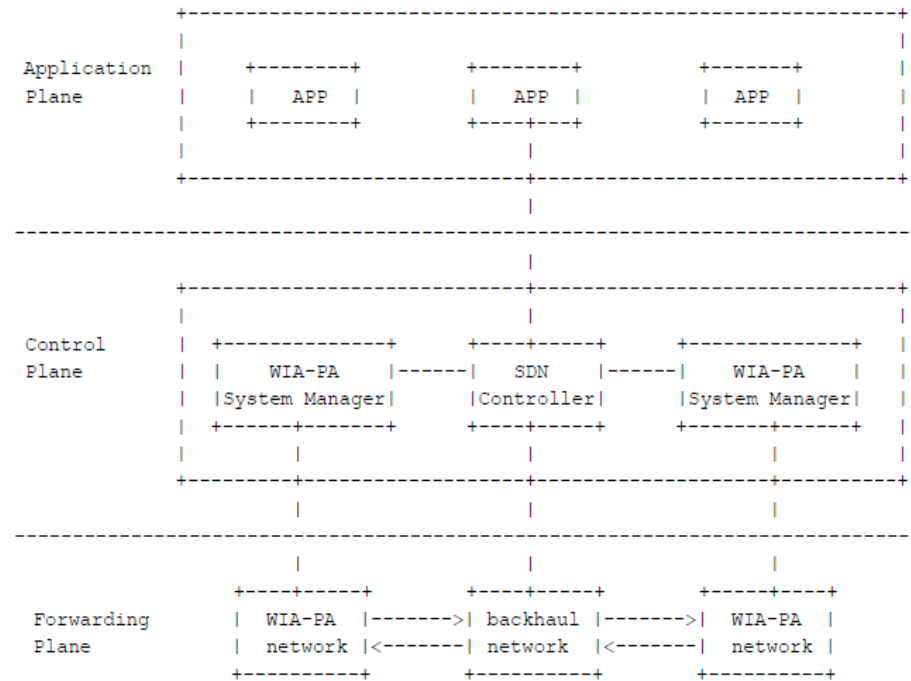 Application
Plane
APP APP APP
Control
Plane
WIA-PA SDN WIA-PA
System Manager Controller System Manager
Forwarding WIA-PA backhaul WIA-PA
Plane network network network